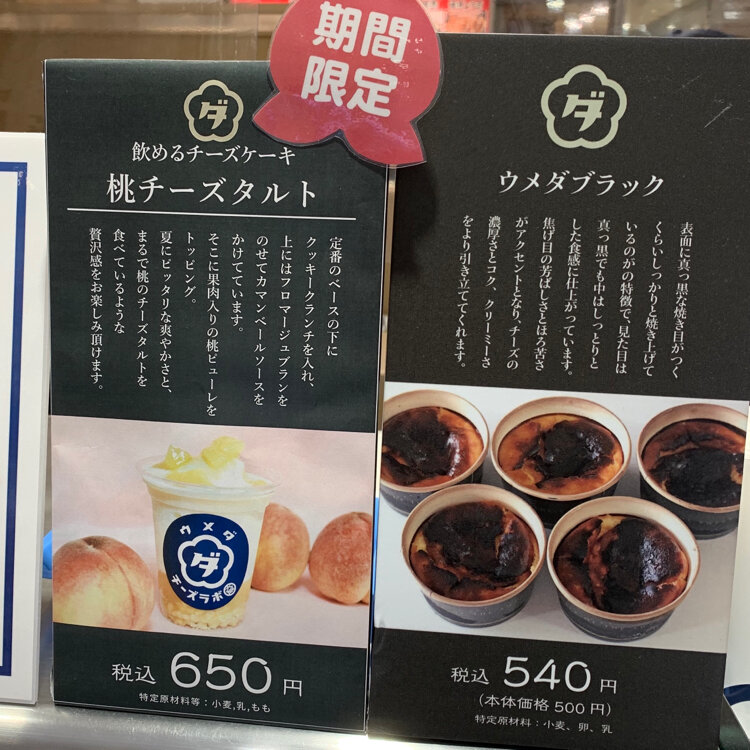 期間
限定
ダ
飲めるチーズケーキ
桃チーズタルト
定番のベースの下に
クッキークランチを入れ、
上にはフロマージュブランを
のせてカマンベールソースを
かけてています。
そこに果肉入りの桃ピューレを
トッピング。
夏にピッタリな爽やかさと、
まるで桃のチーズタルトを
食べているような
贅沢感をお楽しみ頂けます。
ウメダ
ダ
チーズラボ
税込 650 円
特定原材料等：小麦,乳,もも
ダ
ウメダブラック
表面に真っ黒な焼き目がつく
くらいしっかりと焼き上げて
いるのがの特徴で、見た目は
真っ黒でも中はしっとりと
した食感に仕上がっています。
焦げ目の芳ばしさとほろ苦さ
がアクセントとなり、チーズの
濃厚さとコク、クリーミーさ
をより引き立ててくれます。
税込 540 円
（本体価格 500 円）
特定原材料：小麦、卵、乳